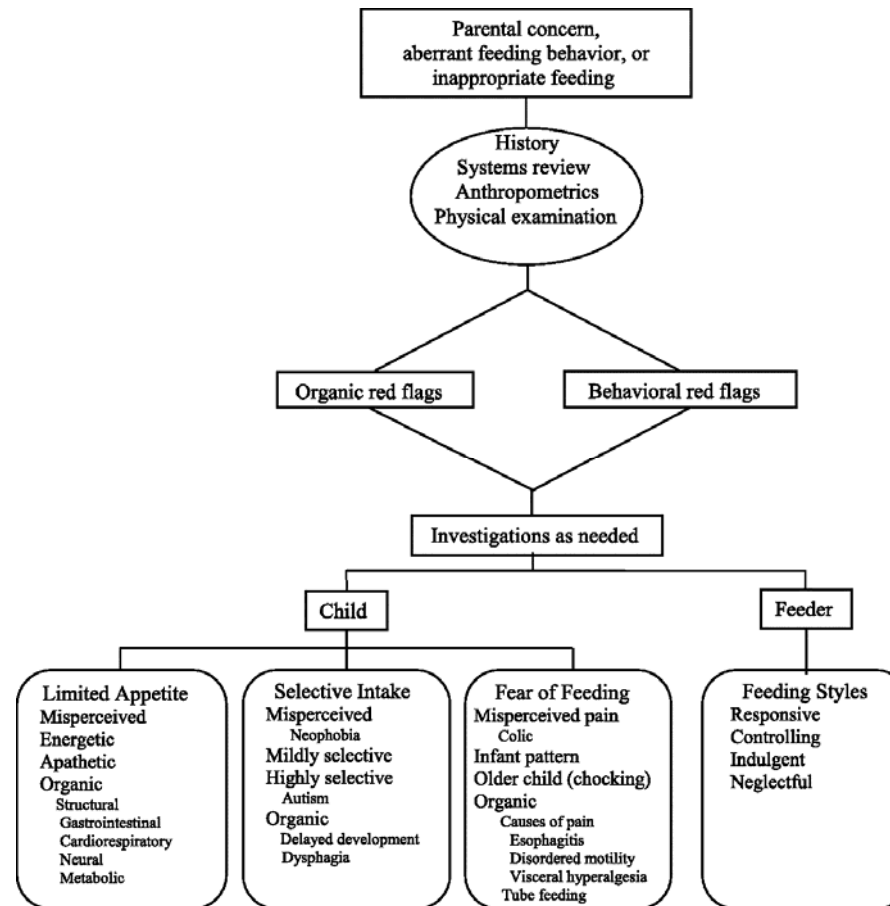 Parental concern,
aberrant feeding behavior, or
inappropriate feeding
History
Systems review
Anthropometrics
Physical examination
Organic red flags
Behavioral red flags
Investigations as needed
Child
Feeder
Limited Appetite
Misperceived
Energetic
Apathetic
Organic
Structural
Gastrointestinal
Cardiorespiratory
Neural
Metabolic
Selective Intake
Misperceived
Neophobia
Mildly selective
Highly selective
Autism
Organic
Delayed development
Dysphagia
Fear of Feeding
Misperceived pain
Colic
Infant pattern
Older child (chocking)
Organic
Causes of pain
Esophagitis
Disordered motility
Visceral hyperalgesia
Tube feeding
Feeding Styles
Responsive
Controlling
Indulgent
Neglectful